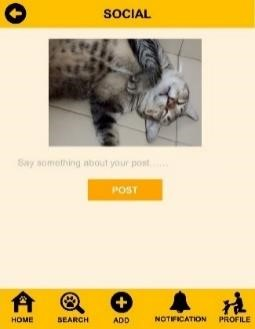 SOCIAL
Say something about your post......
POST
HOME
SEARCH
ADD
NOTIFICATION
PROFILE